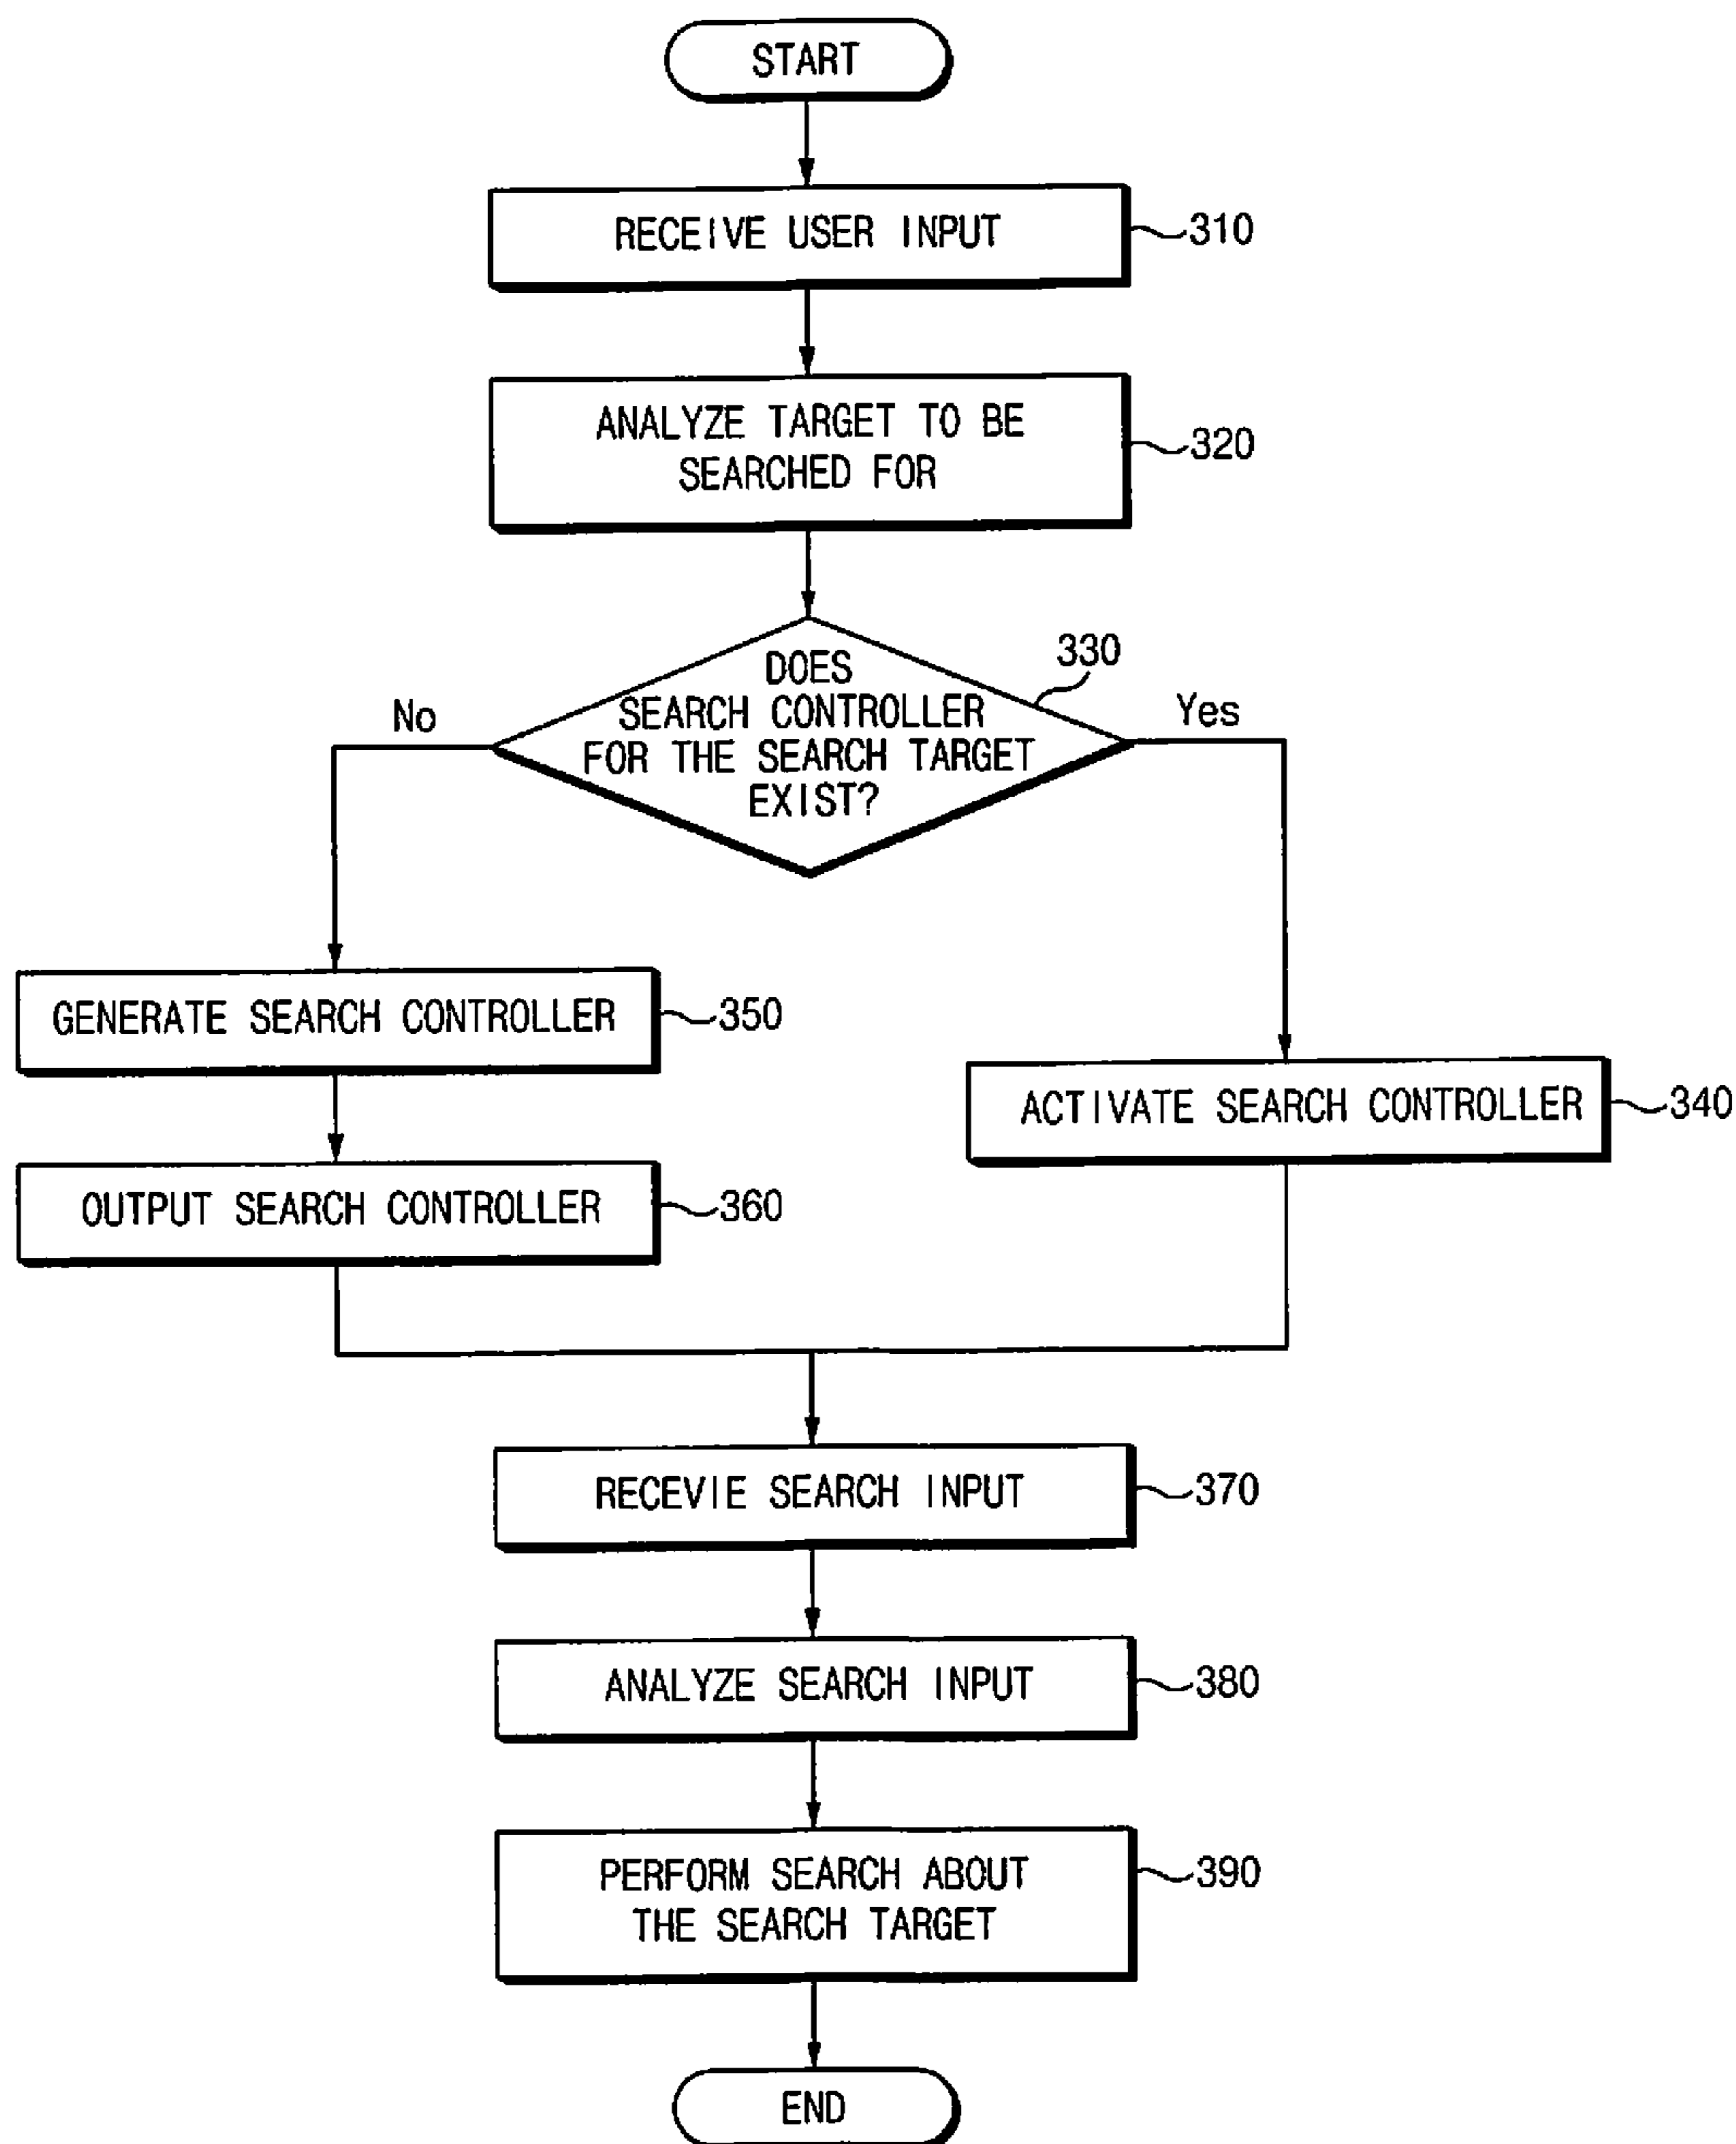 START
RECEIVE USER INPUT
310
ANALYZE TARGET TO BE
SEARCHED FOR
320
DOES
SEARCH CONTROLLER
FOR THE SEARCH TARGET
EXIST?
330
No
Yes
GENERATE SEARCH CONTROLLER
350
ACTIVATE SEARCH CONTROLLER
340
OUTPUT SEARCH CONTROLLER
360
RECEVIE SEARCH INPUT
370
ANALYZE SEARCH INPUT
380
PERFORM SEARCH ABOUT
THE SEARCH TARGET
390
END